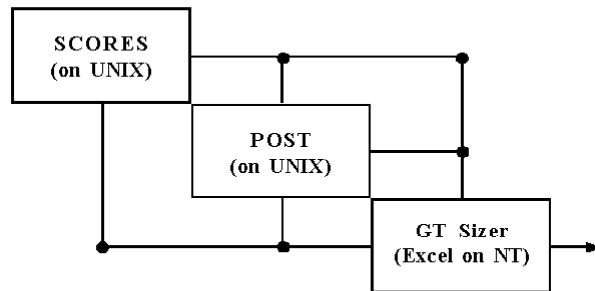 SCORES
(on UNIX)
POST
(on UNIX)
GT Sizer
(Excel on NT)